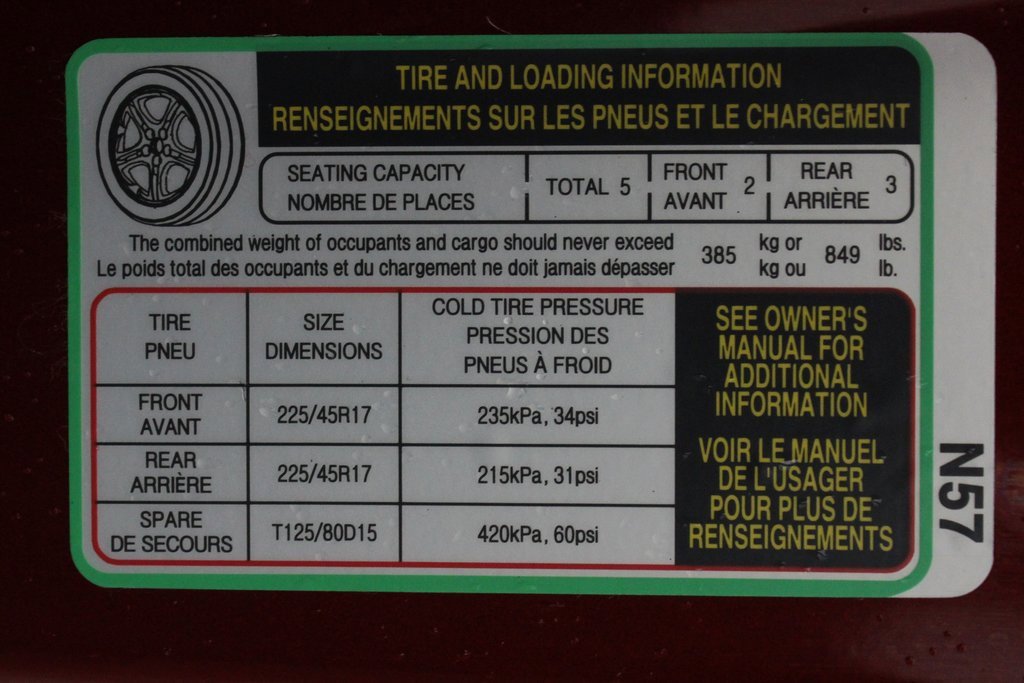 TIRE AND LOADING INFORMATION
RENSEIGNEMENTS SUR LES PNEUS ET LE CHARGEMENT
SEATING CAPACITY
NOMBRE DE PLACES
TOTAL 5
FRONT
AVANT 2
REAR
ARRIÈRE 3
The combined weight of occupants and cargo should never exceed 385 kg or 849 lbs.
Le poids total des occupants et du chargement ne doit jamais dépasser kg ou lb.
TIRE
PNEU
SIZE
DIMENSIONS
COLD TIRE PRESSURE
PRESSION DES
PNEUS À FROID
FRONT
AVANT
225/45R17
235kPa, 34psi
REAR
ARRIÈRE
225/45R17
215kPa, 31psi
SPARE
DE SECOURS
T125/80D15
420kPa, 60psi
SEE OWNER'S
MANUAL FOR
ADDITIONAL
INFORMATION
VOIR LE MANUEL
DE L'USAGER
POUR PLUS DE
RENSEIGNEMENTS
N57